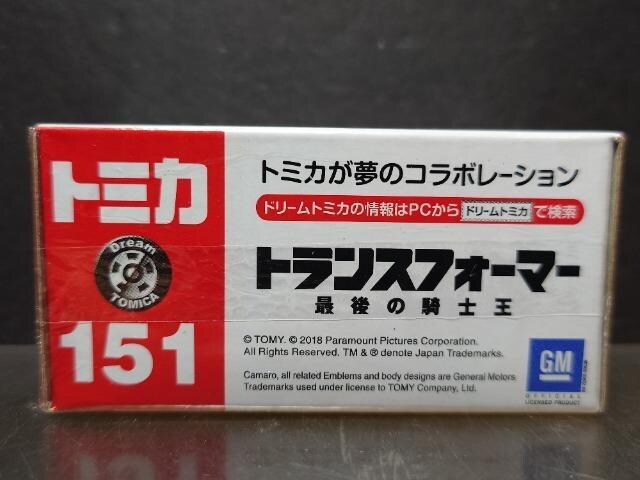 トミカ
Dream
TOMICA
151
トミカが夢のコラボレーション
ドリームトミカの情報はPCから ドリームトミカ で検索
トランスフォーマー
最後の騎士王
© TOMY. © 2018 Paramount Pictures Corporation.
All Rights Reserved. TM & ® denote Japan Trademarks.
Camaro, all related Emblems and body designs are General Motors
Trademarks used under license to TOMY Company, Ltd.
GM
OFFICIAL
LICENSED PRODUCT